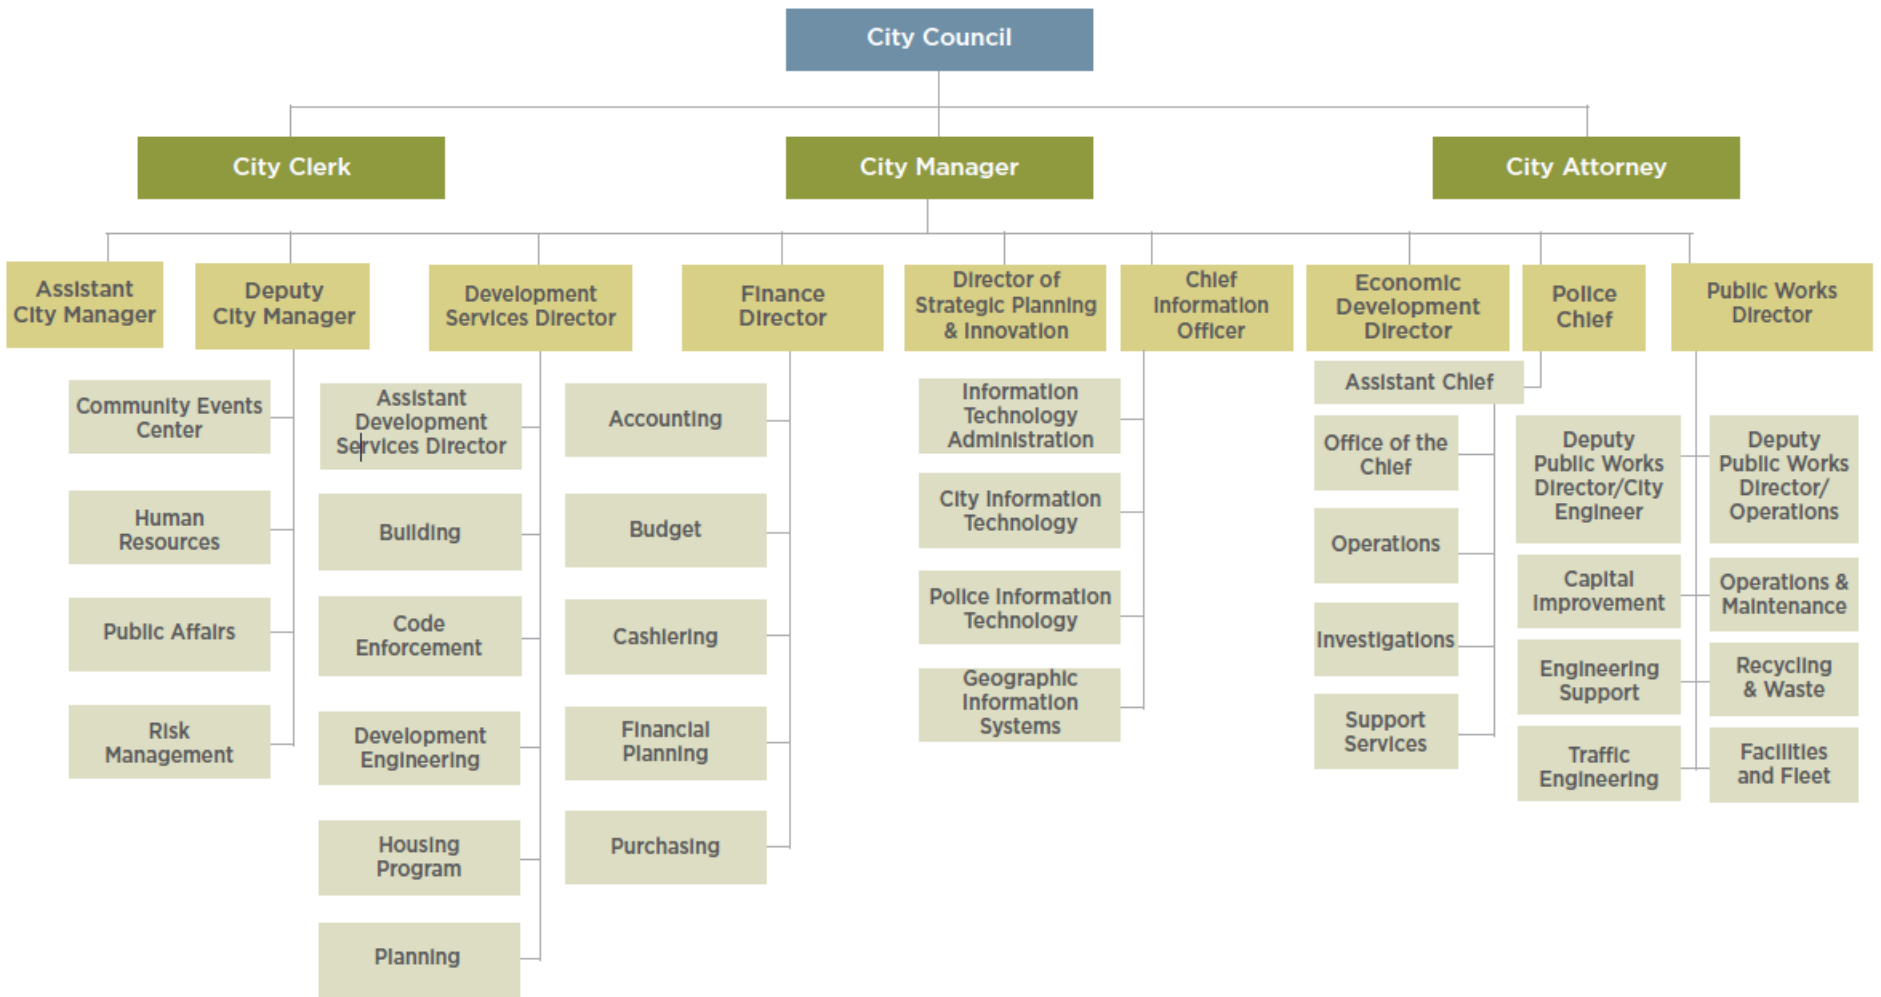 City Council
City Clerk
City Manager
City Attorney
Assistant
City Manager
Deputy
City Manager
Development
Services Director
Finance
Director
Director of
Strategic Planning
& Innovation
Chief
Information
Officer
Economic
Development
Director
Police
Chief
Public Works
Director
Community Events
Center
Human
Resources
Public Affairs
Risk
Management
Assistant
Development
Services Director
Building
Code
Enforcement
Development
Engineering
Housing
Program
Planning
Accounting
Budget
Cashiering
Financial
Planning
Purchasing
Information
Technology
Administration
City Information
Technology
Police Information
Technology
Geographic
Information
Systems
Assistant Chief
Office of the
Chief
Operations
Investigations
Support
Services
Deputy
Public Works
Director/City
Engineer
Capital
Improvement
Engineering
Support
Traffic
Engineering
Deputy
Public Works
Director/
Operations
Operations &
Maintenance
Recycling
& Waste
Facilities
and Fleet